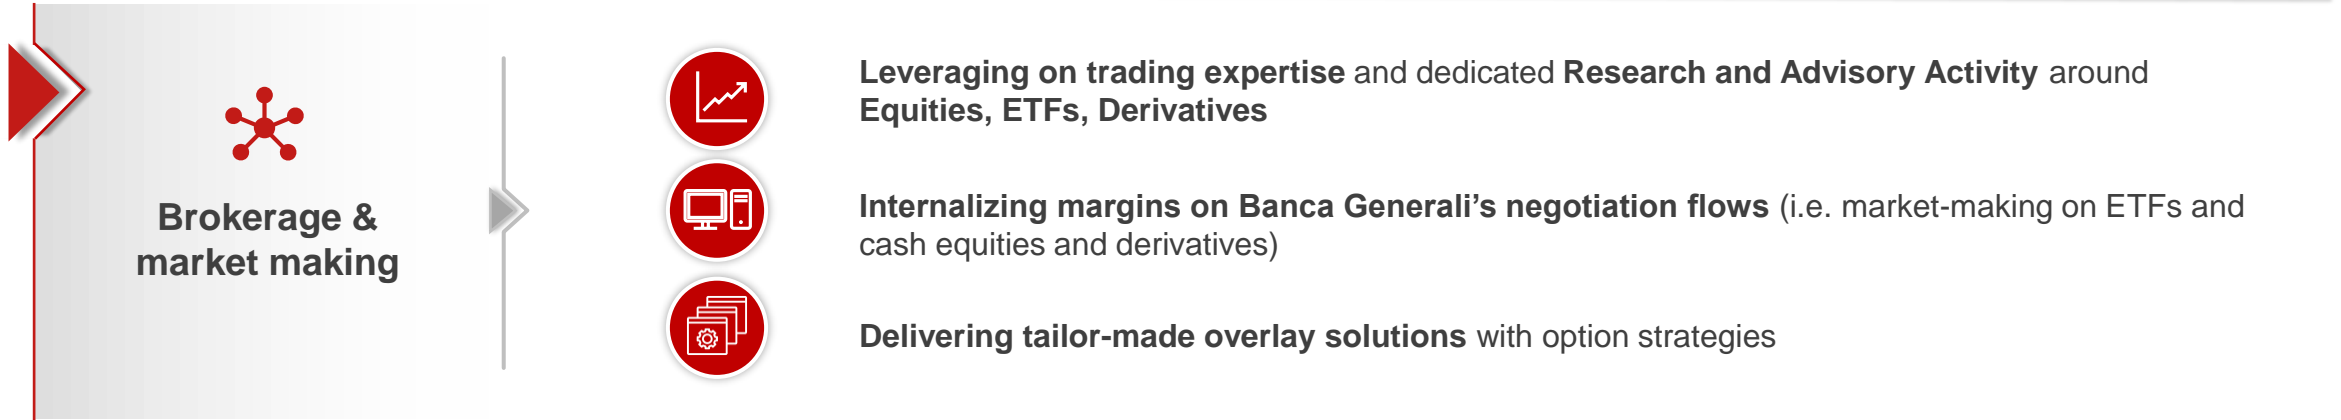 Brokerage &
market making
Leveraging on trading expertise and dedicated Research and Advisory Activity around
Equities, ETFs, Derivatives
Internalizing margins on Banca Generali’s negotiation flows (i.e. market-making on ETFs and
cash equities and derivatives)
Delivering tailor-made overlay solutions with option strategies